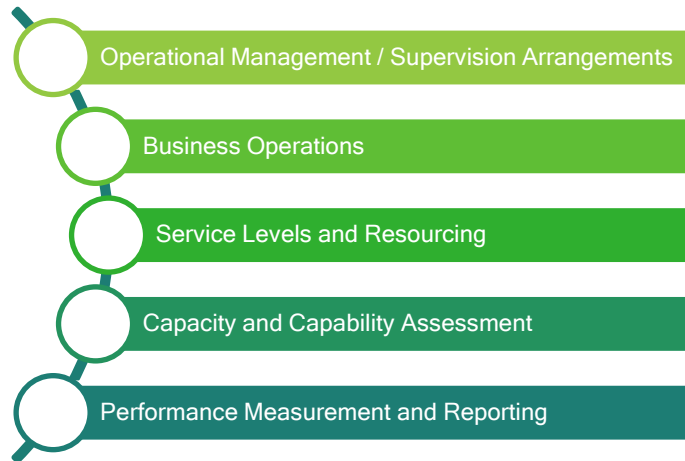 Operational Management / Supervision Arrangements
Business Operations
Service Levels and Resourcing
Capacity and Capability Assessment
Performance Measurement and Reporting